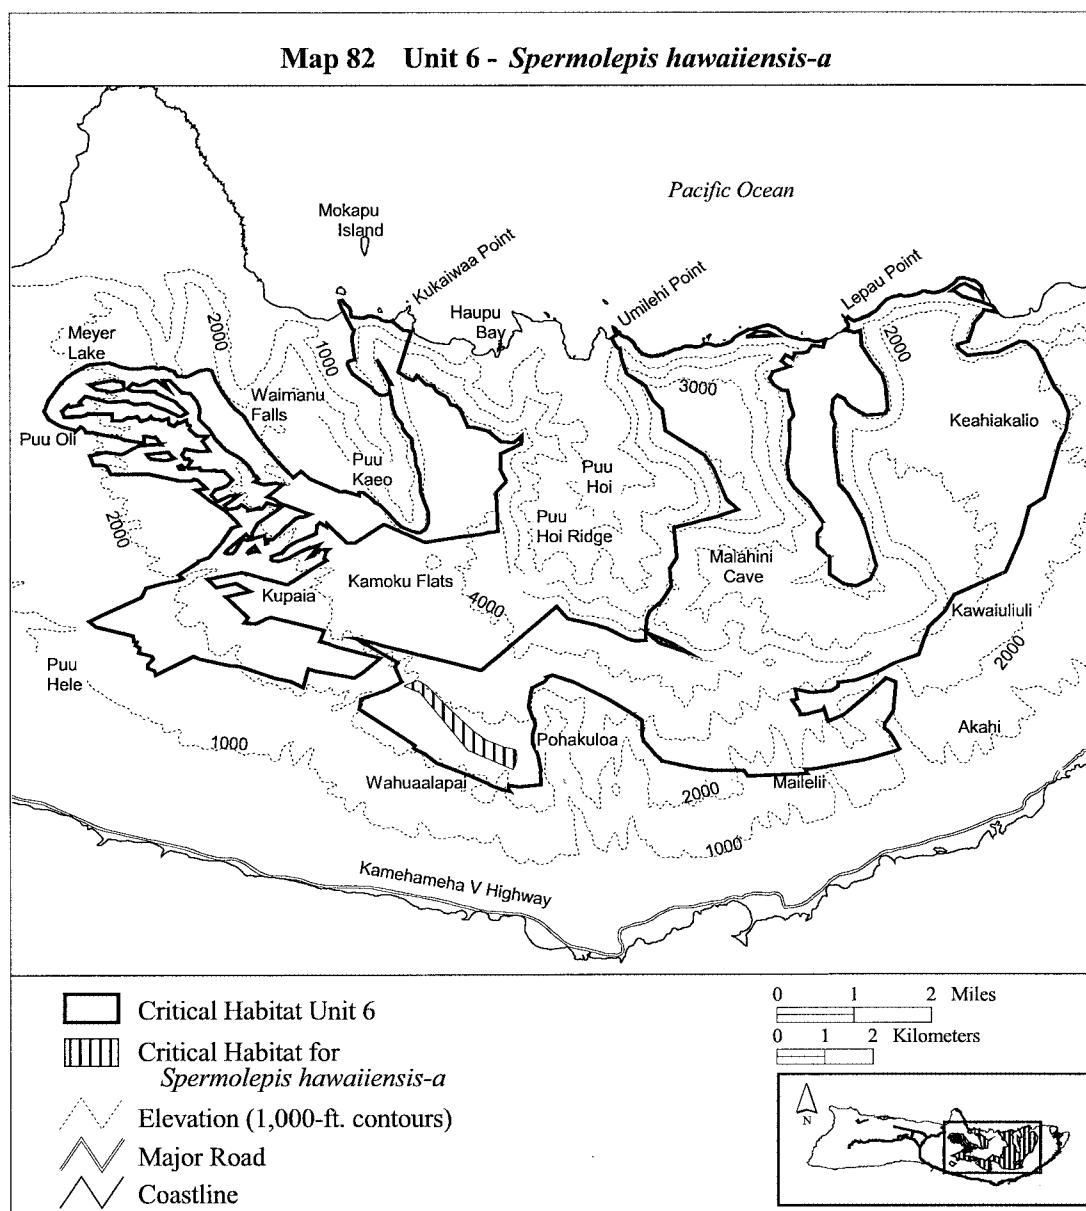 Map 82 Unit 6 - Spermolepis hawaiiensis-a
Pacific Ocean
Mokapu
Island
Kukaiwaa Point
Umilehi Point
Lepau Point
Haupu
Bay
Meyer
Lake
2000
1000
2000
3000
Waimanu
Falls
Keahiakalio
Puu Oli
Puu
Kaeo
Puu
Hoi
2000
Puu
Hoi Ridge
Malahini
Cave
Kamoku Flats
Kupaia
4000
Kawaiuliuli
2000
Puu
Hele
1000
Pohakuloa
Akahi
Wahuaalapai
2000
Mailelii
1000
Kamehameha V Highway
Critical Habitat Unit 6
Critical Habitat for
Spermolepis hawaiiensis-a
Elevation (1,000-ft. contours)
Major Road
Coastline
0 1 2 Miles
0 1 2 Kilometers
N